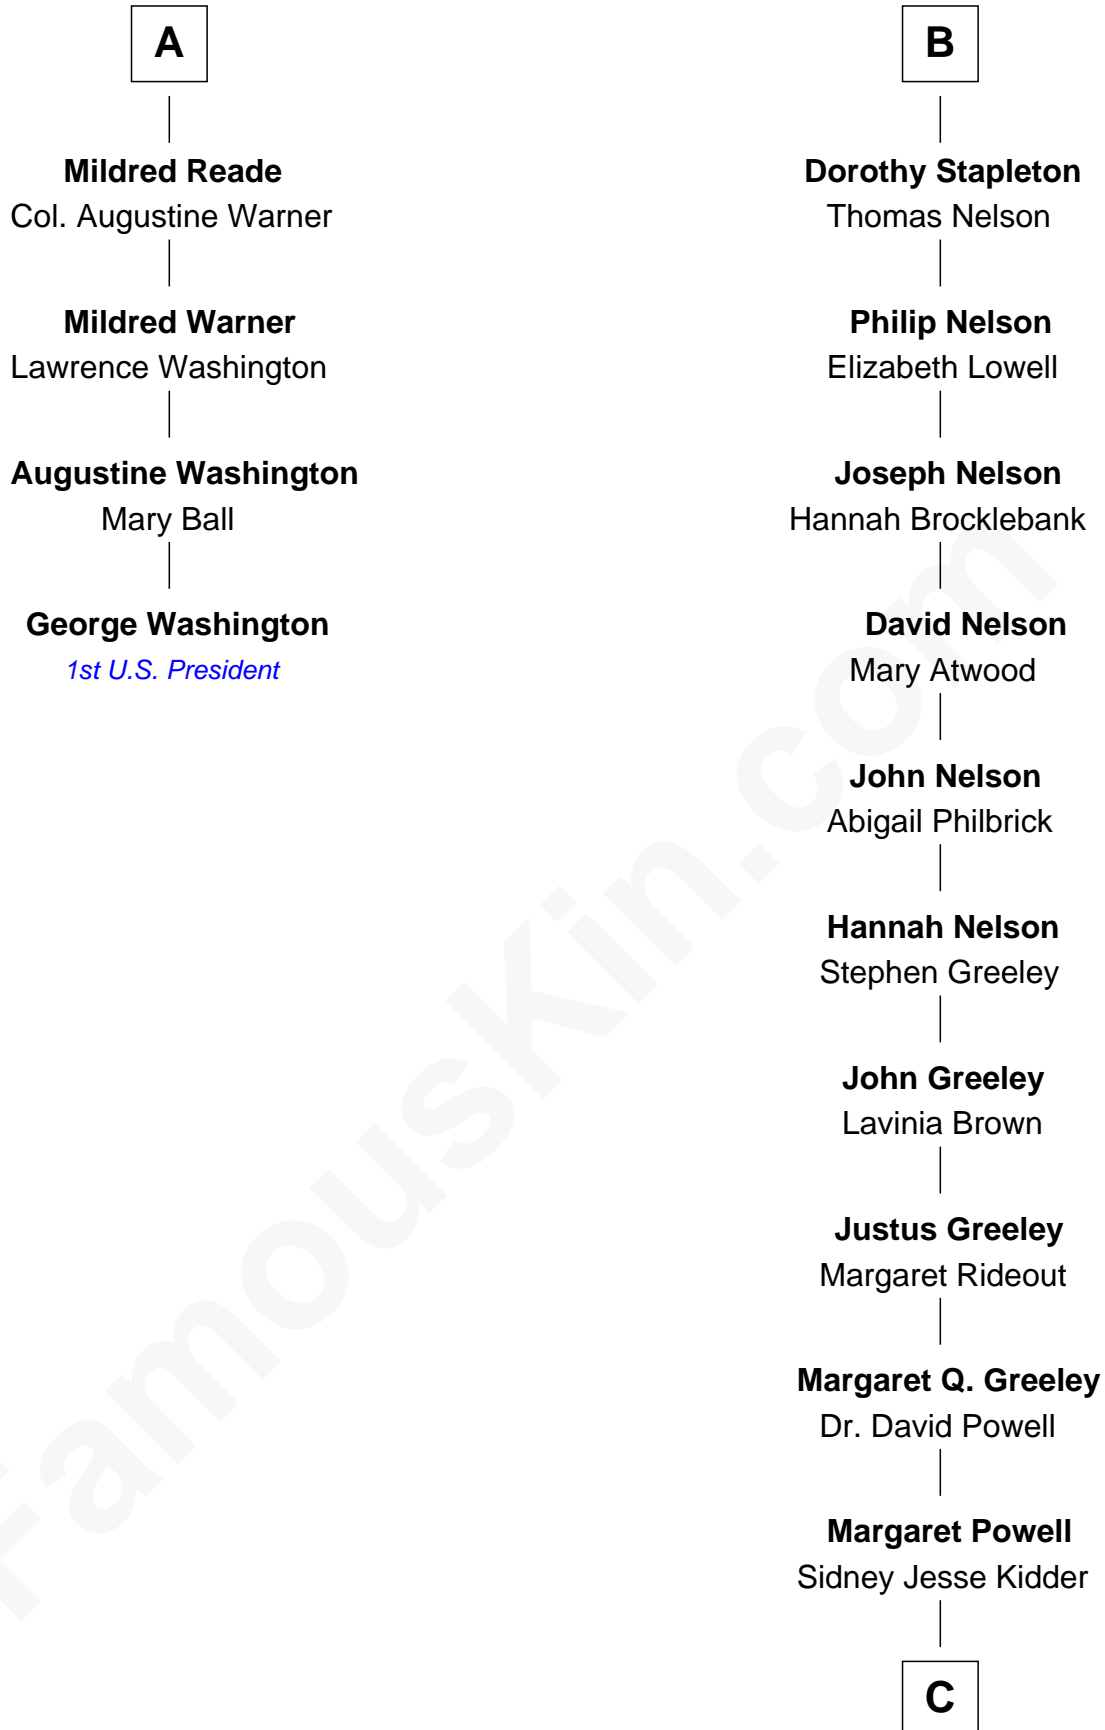 A
Mildred Reade
Col. Augustine Warner
Mildred Warner
Lawrence Washington
Augustine Washington
Mary Ball
George Washington
1st U.S. President
B
Dorothy Stapleton
Thomas Nelson
Philip Nelson
Elizabeth Lowell
Joseph Nelson
Hannah Brocklebank
David Nelson
Mary Atwood
John Nelson
Abigail Philbrick
Hannah Nelson
Stephen Greeley
John Greeley
Lavinia Brown
Justus Greeley
Margaret Rideout
Margaret Q. Greeley
Dr. David Powell
Margaret Powell
Sidney Jesse Kidder
C
FamousKin.com